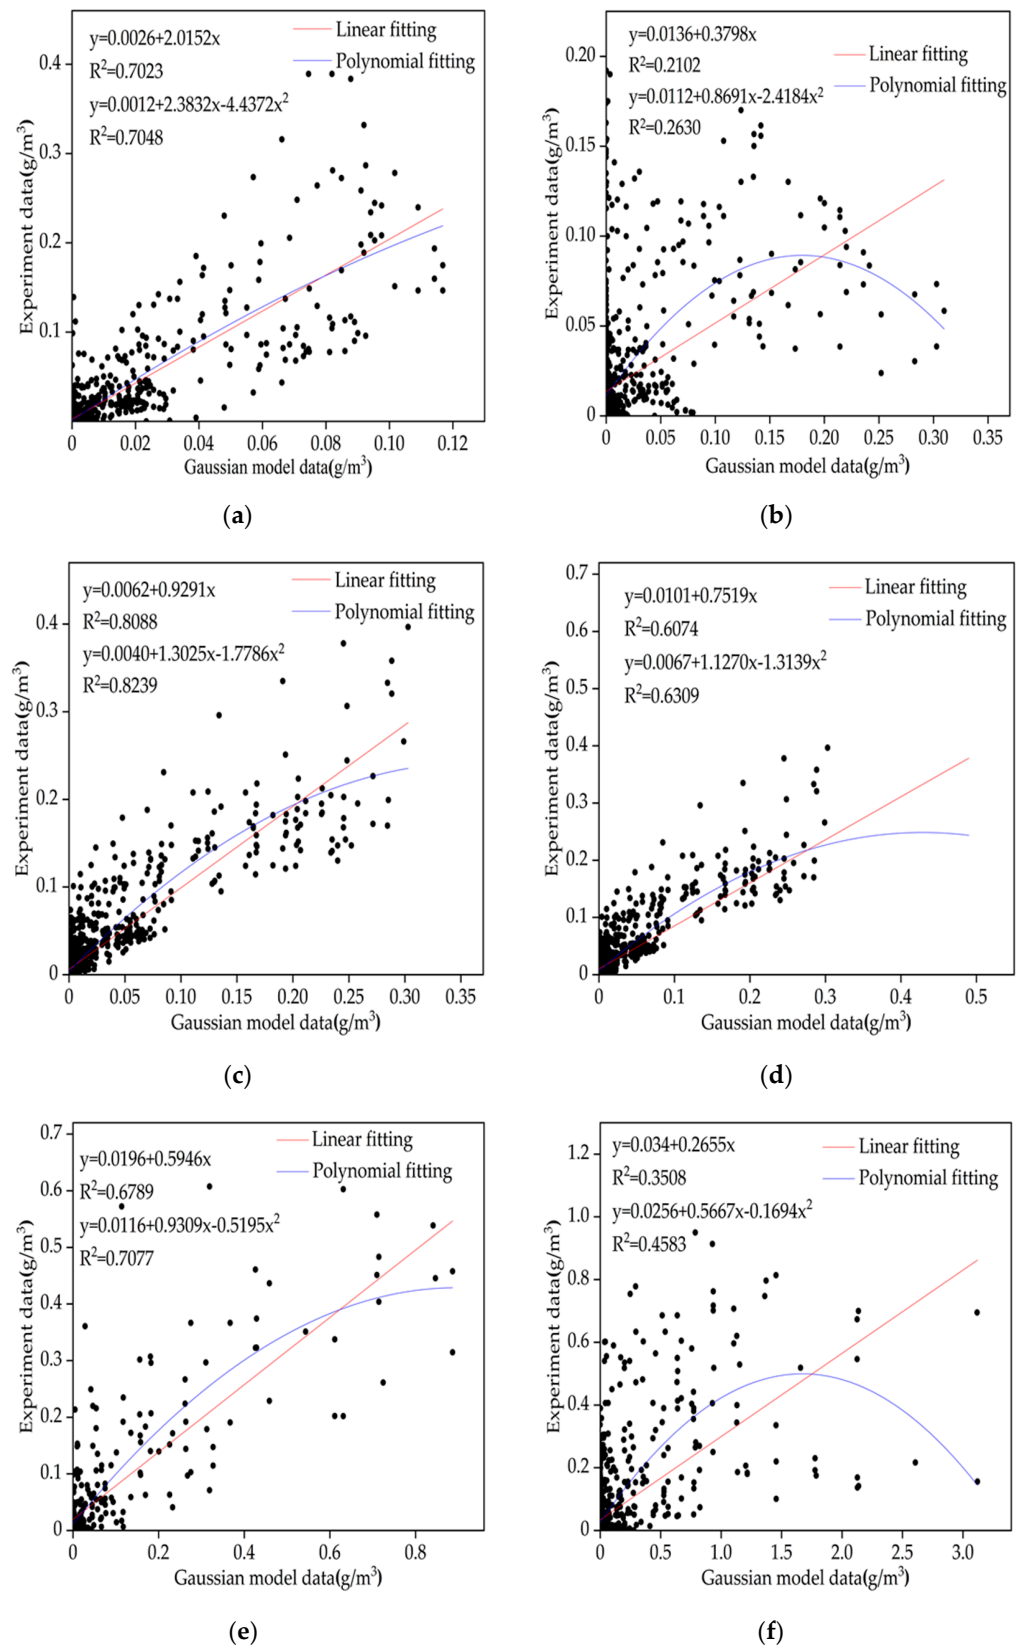 y=0.0026+2.0152x
R²=0.7023
y=0.0012+2.3832x-4.4372x²
R²=0.7048
Linear fitting
Polynomial fitting
Experiment data(g/m³)
0.4
0.3
0.2
0.1
0
0.02
0.04
0.06
0.08
0.10
0.12
Gaussian model data(g/m³)
(a)
y=0.0136+0.3798x
R²=0.2102
y=0.0112+0.8691x-2.4184x²
R²=0.2630
Linear fitting
Polynomial fitting
Experiment data(g/m³)
0.20
0.15
0.10
0.05
0
0
0.05
0.10
0.15
0.20
0.25
0.30
0.35
Gaussian model data(g/m³)
(b)
y=0.0062+0.9291x
R²=0.8088
y=0.0040+1.3025x-1.7786x²
R²=0.8239
Linear fitting
Polynomial fitting
Experiment data(g/m³)
0.4
0.3
0.2
0.1
0
0
0.05
0.10
0.15
0.20
0.25
0.30
0.35
Gaussian model data(g/m³)
(c)
y=0.0101+0.7519x
R²=0.6074
y=0.0067+1.1270x-1.3139x²
R²=0.6309
Linear fitting
Polynomial fitting
Experiment data(g/m³)
0.7
0.6
0.5
0.4
0.3
0.2
0.1
0
0
0.1
0.2
0.3
0.4
0.5
Gaussian model data(g/m³)
(d)
y=0.0196+0.5946x
R²=0.6789
y=0.0116+0.9309x-0.5195x²
R²=0.7077
Linear fitting
Polynomial fitting
Experiment data(g/m³)
0.7
0.6
0.5
0.4
0.3
0.2
0.1
0
0
0.2
0.4
0.6
0.8
Gaussian model data(g/m³)
(e)
y=0.034+0.2655x
R²=0.3508
y=0.0256+0.5667x-0.1694x²
R²=0.4583
Linear fitting
Polynomial fitting
Experiment data(g/m³)
1.2
1.0
0.8
0.6
0.4
0.2
0
0
0.5
1.0
1.5
2.0
2.5
3.0
Gaussian model data(g/m³)
(f)